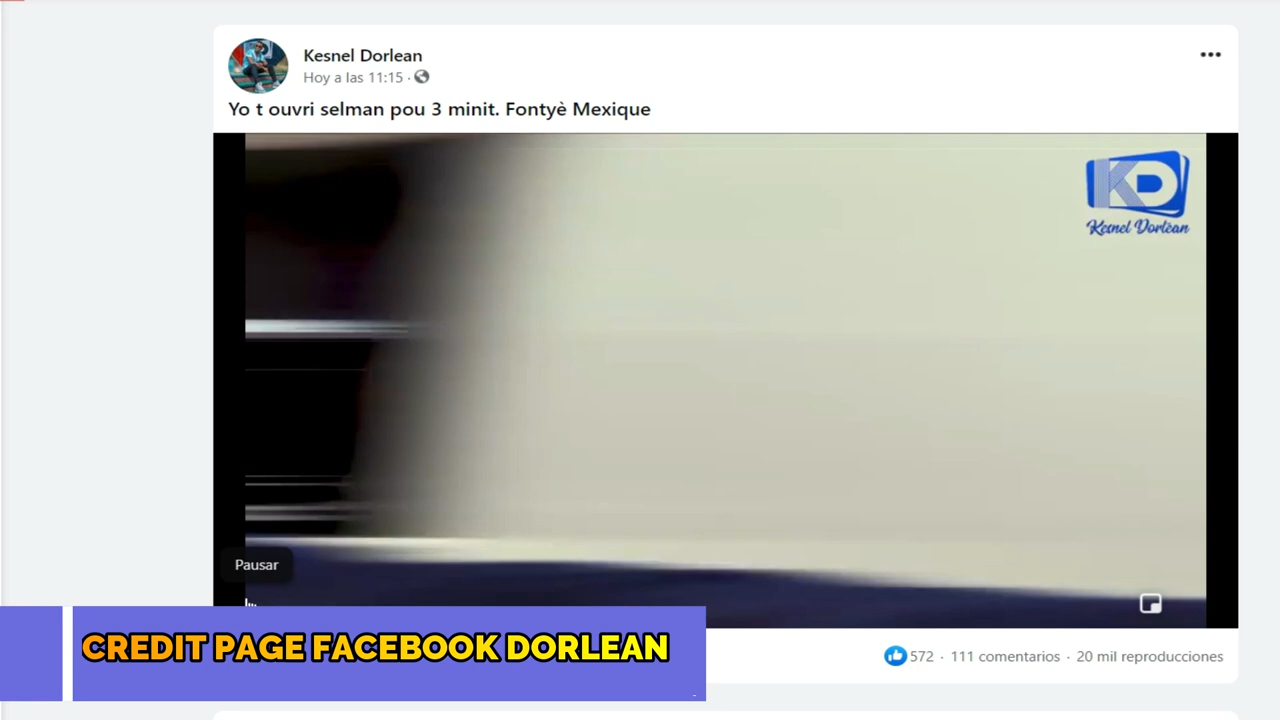 Kesnel Dorlean
Hoy a las 11:15 ·
Yo t ouvri selman pou 3 minit. Fontyè Mexique
KD
Kesnel Dorlean
Pausar
CREDIT PAGE FACEBOOK DORLEAN
572 · 111 comentarios · 20 mil reproducciones